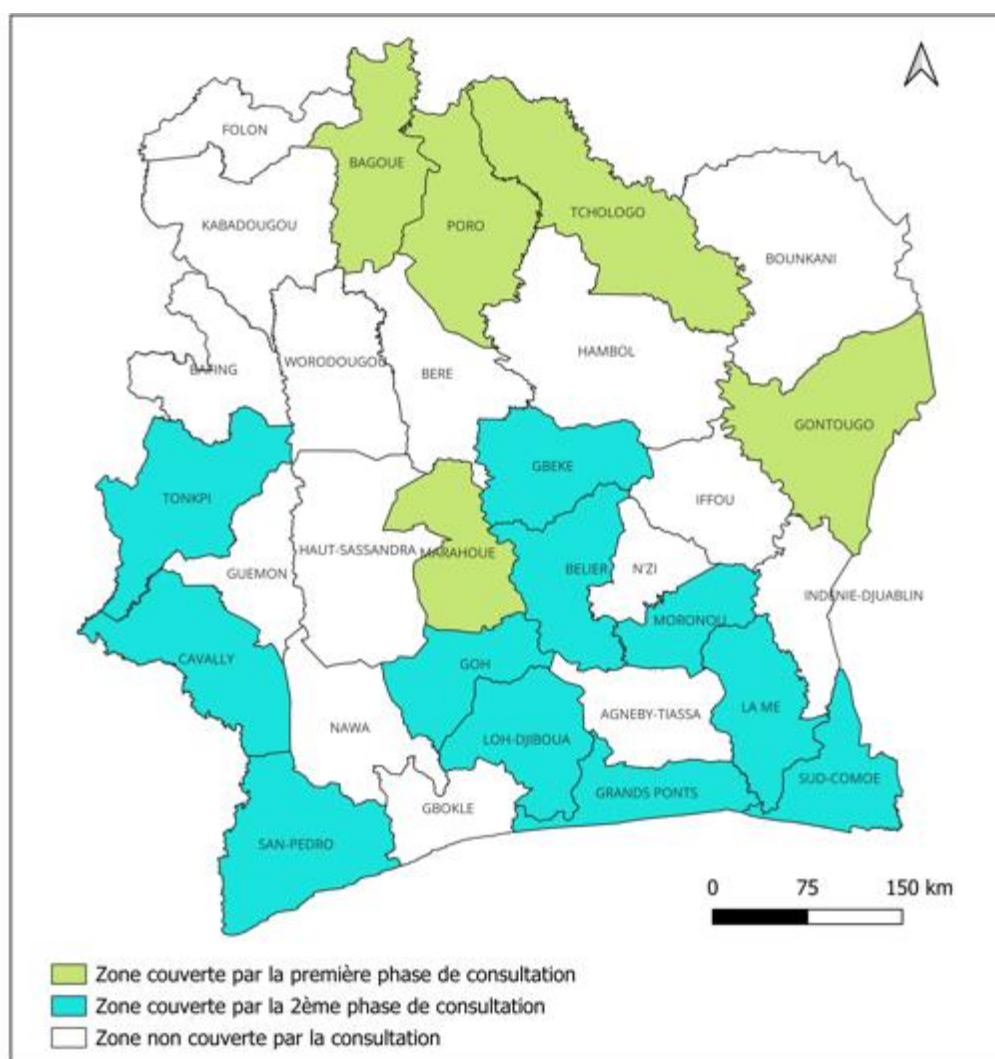 FOLON
BAGOUE
KABADOUGOU
PORO
TCHOLOGO
BOUNKANI
BAFING
WORODOUGOU
BERE
HAMBOL
GONTOUGO
TONKPI
GBEKE
IFFOU
HAUT-SASSANDRA
MARAHOUE
GUEMON
BELIER
N'ZI
INDENIE-DJUABLIN
MORONOU
CAVALLY
GOH
NAWA
LOH-DJIBOUA
AGNEBY-TIASSA
LA ME
SUD-COMOE
GRANDS PONTS
GBOKLE
SAN-PEDRO
0 75 150 km
Zone couverte par la première phase de consultation
Zone couverte par la 2ème phase de consultation
Zone non couverte par la consultation